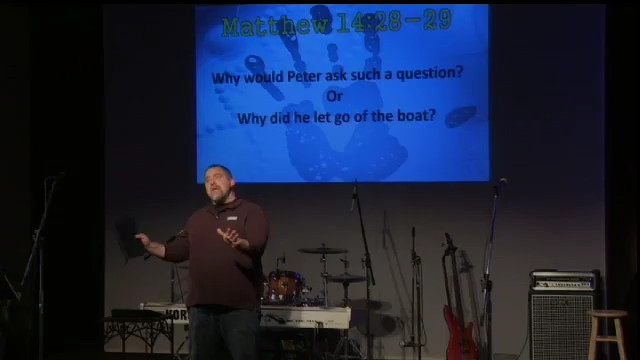 Matthew 14:28-29
Why would Peter ask such a question?
Or
Why did he let go of the boat?
KORG